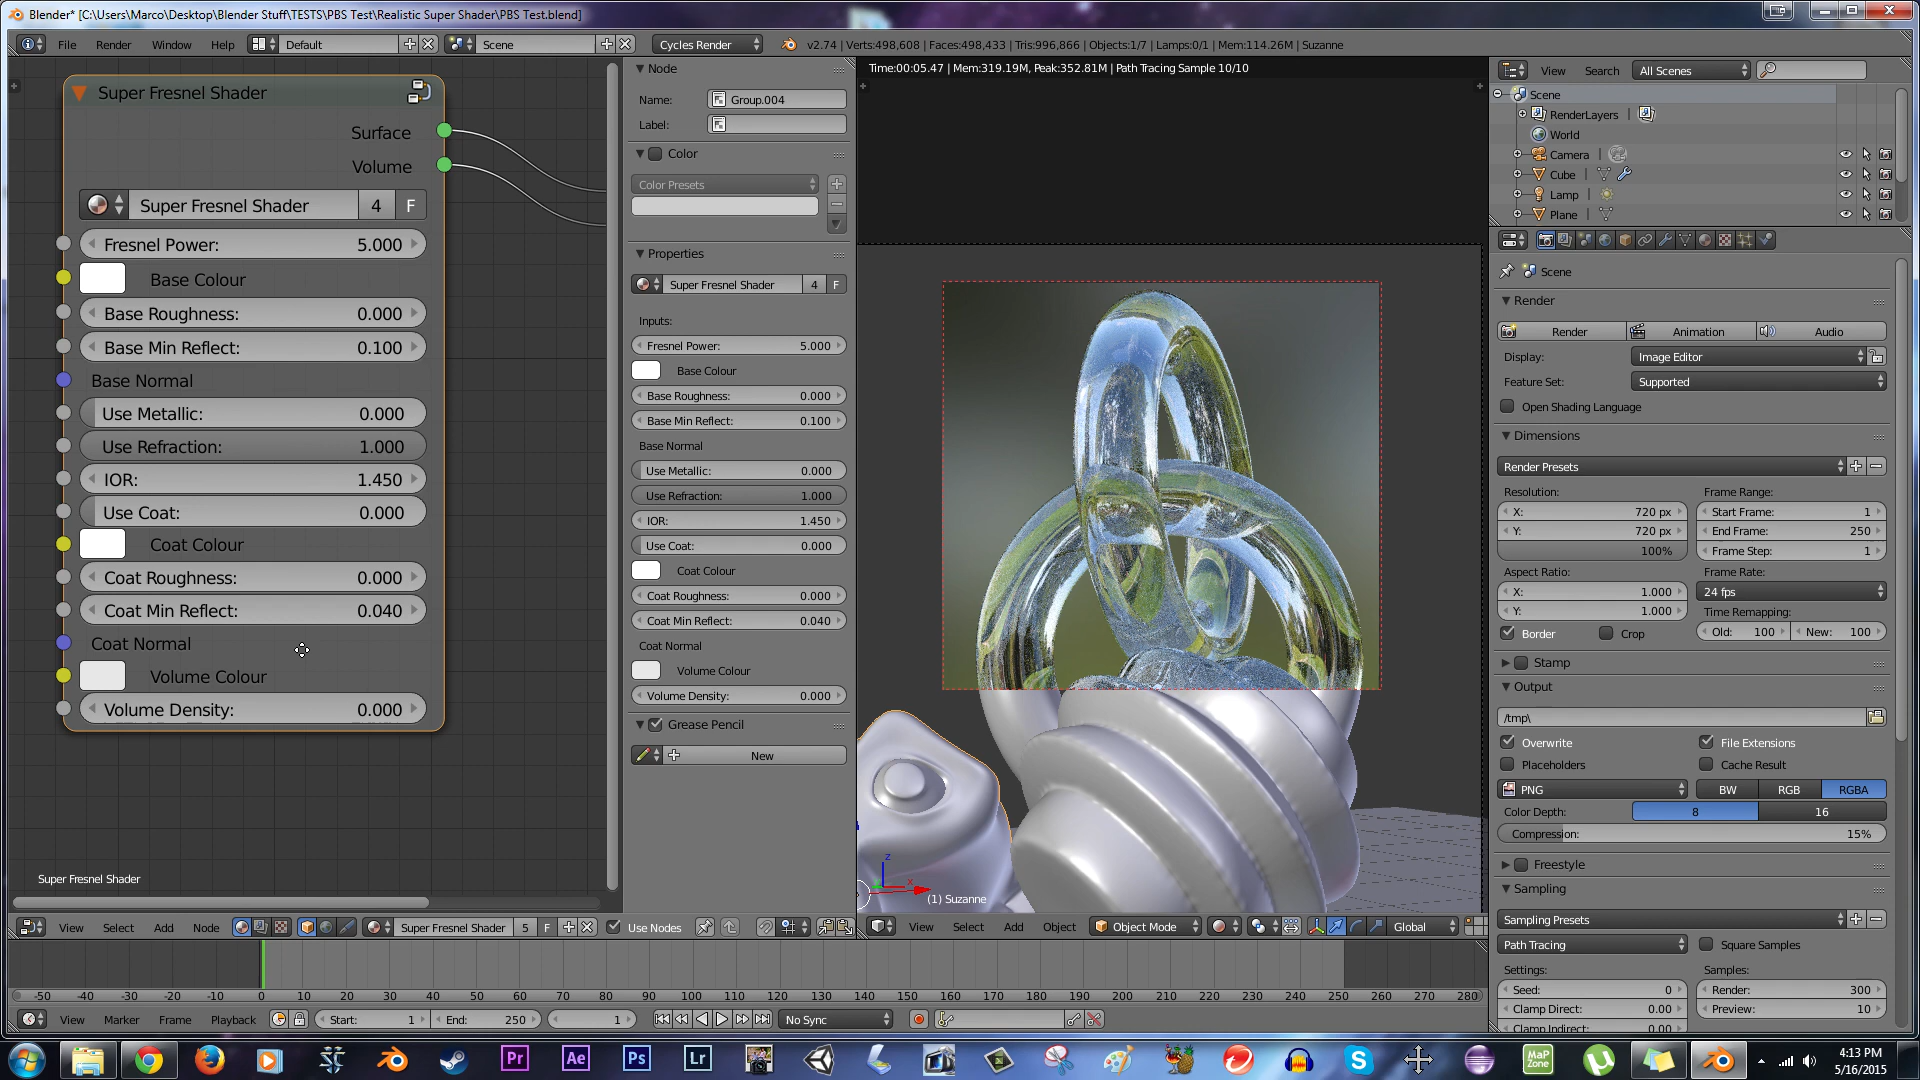 Blender* [C:\Users\Marco\Desktop\Blender Stuff\TESTS\PBS Test\Realistic Super Shader\PBS Test.blend]
File Render Window Help Default Scene Cycles Render v2.74 | Verts:498,608 | Faces:498,433 | Tris:996,866 | Objects:1/7 | Lamps:0/1 | Mem:114.26M | Suzanne
Super Fresnel Shader
Surface
Volume
Super Fresnel Shader 4 F
Fresnel Power: 5.000
Base Colour
Base Roughness: 0.000
Base Min Reflect: 0.100
Base Normal
Use Metallic: 0.000
Use Refraction: 1.000
IOR: 1.450
Use Coat: 0.000
Coat Colour
Coat Roughness: 0.000
Coat Min Reflect: 0.040
Coat Normal
Volume Colour
Volume Density: 0.000
Super Fresnel Shader
View Select Add Node Super Fresnel Shader 5 F Use Nodes
Node
Name: Group.004
Label:
Color
Color Presets
Properties
Super Fresnel Shader 4 F
Inputs:
Fresnel Power: 5.000
Base Colour
Base Roughness: 0.000
Base Min Reflect: 0.100
Base Normal
Use Metallic: 0.000
Use Refraction: 1.000
IOR: 1.450
Use Coat: 0.000
Coat Colour
Coat Roughness: 0.000
Coat Min Reflect: 0.040
Coat Normal
Volume Colour
Volume Density: 0.000
Grease Pencil
New
Time:00:05.47 | Mem:319.19M, Peak:352.81M | Path Tracing Sample 10/10
z
x
(1) Suzanne
View Select Add Object Object Mode Global
View Search All Scenes
Scene
RenderLayers
World
Camera
Cube
Lamp
Plane
Scene
Render
Render Animation Audio
Display: Image Editor
Feature Set: Supported
Open Shading Language
Dimensions
Render Presets
Resolution: Frame Range:
X: 720 px Start Frame: 1
Y: 720 px End Frame: 250
100% Frame Step: 1
Aspect Ratio: Frame Rate:
X: 1.000 24 fps
Y: 1.000 Time Remapping:
Border Crop Old: 100 New: 100
Stamp
Output
/tmp\
Overwrite File Extensions
Placeholders Cache Result
PNG BW RGB RGBA
Color Depth: 8 16
Compression: 15%
Freestyle
Sampling
Sampling Presets
Path Tracing Square Samples
Settings: Samples:
Seed: 0 Render: 300
Clamp Direct: 0.00 Preview: 10
Clamp Indirect: 0.00
-50 -40 -30 -20 -10 0 10 20 30 40 50 60 70 80 90 100 110 120 130 140 150 160 170 180 190 200 210 220 230 240 250 260 270 280
View Marker Frame Playback Start: 1 End: 250 1 No Sync
Pr Ae Ps Lr MaP Zone
4:13 PM
5/16/2015